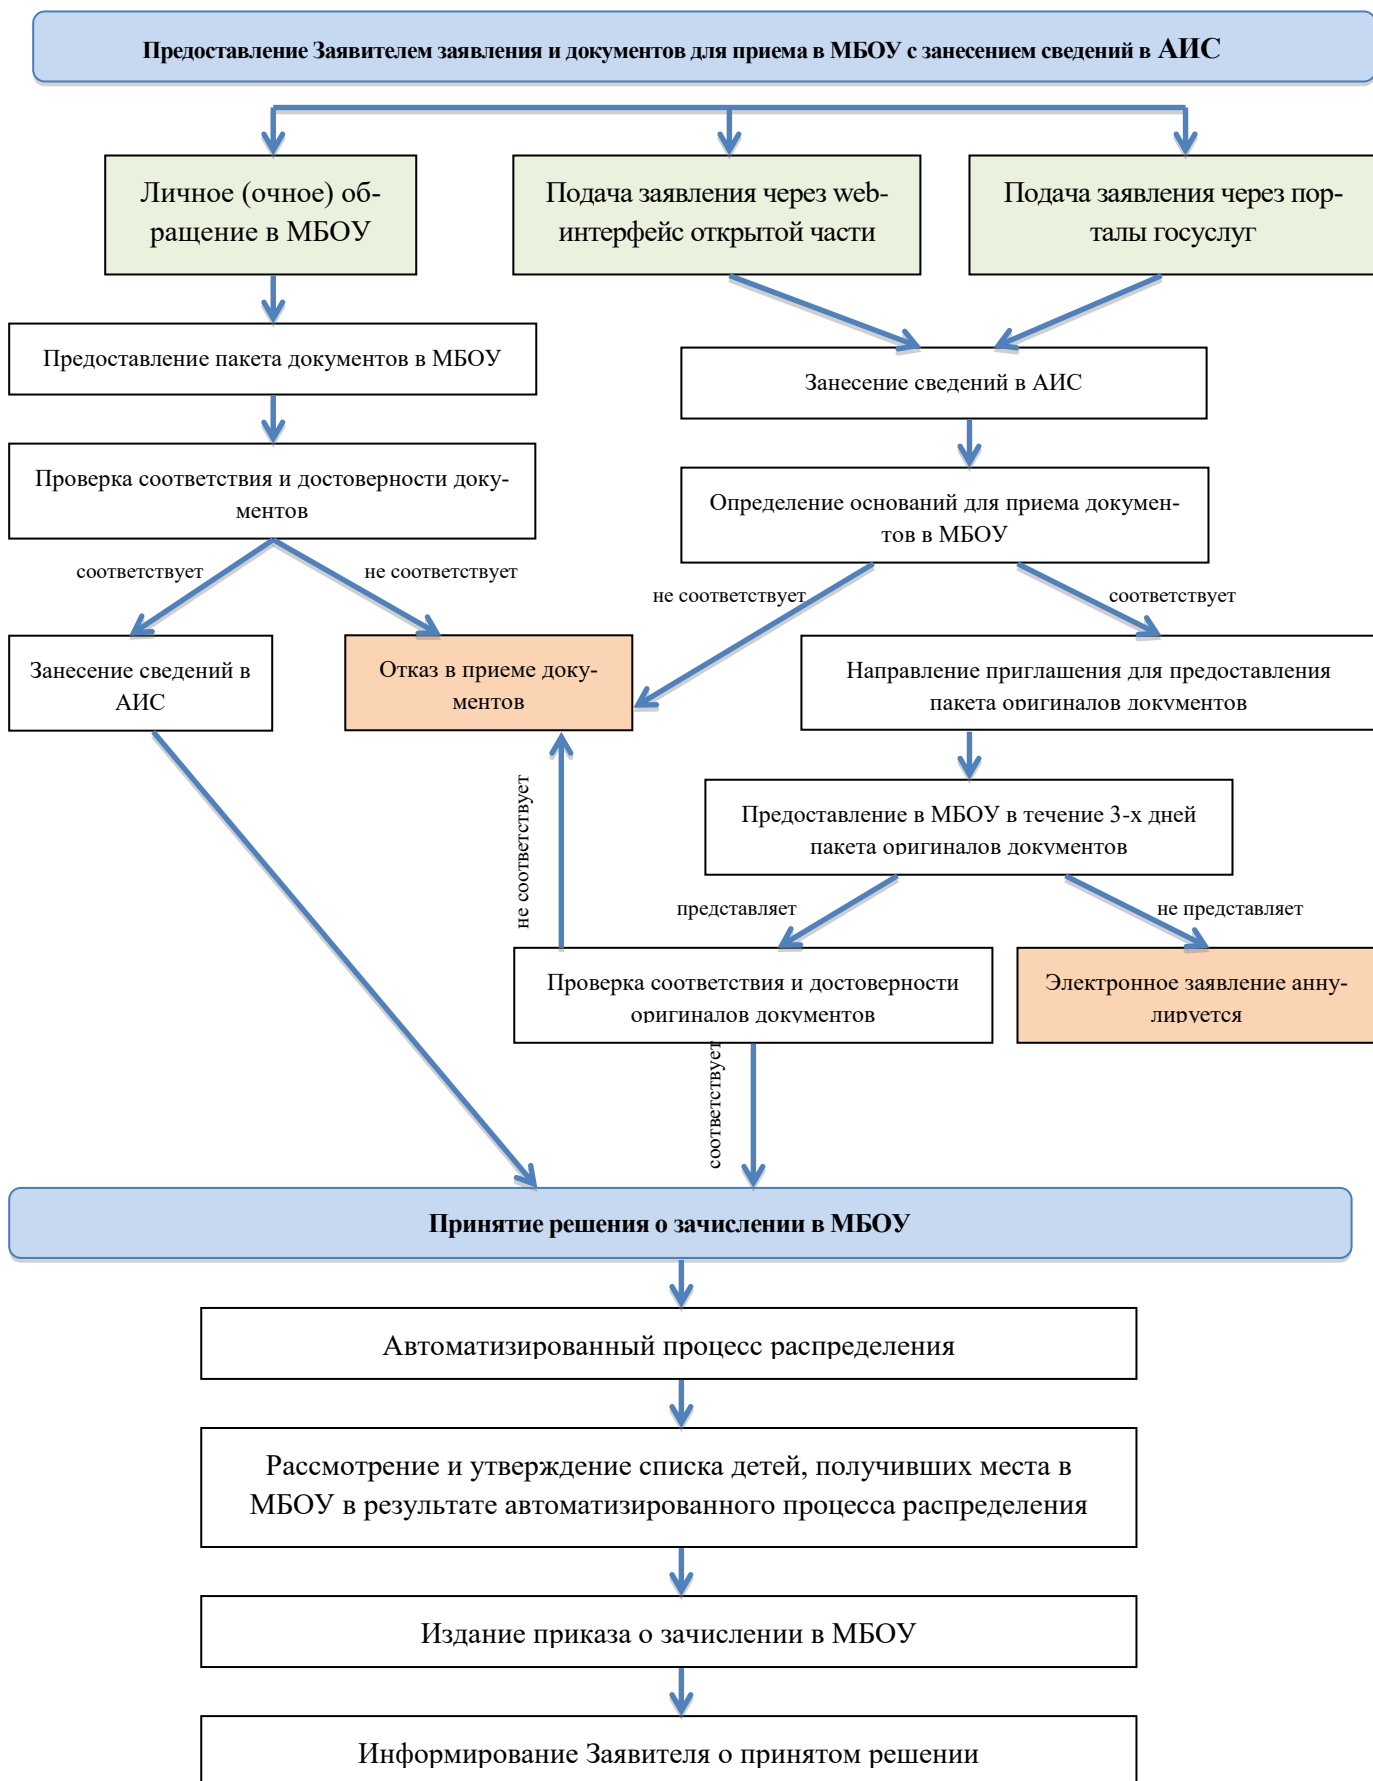 Предоставление Заявителем заявления и документов для приема в МБОУ с занесением сведений в АИС
Личное (очное) об-
ращение в МБОУ
Подача заявления через web-
интерфейс открытой части
Подача заявления через пор-
талы госуслуг
Предоставление пакета документов в МБОУ
Занесение сведений в АИС
Проверка соответствия и достоверности доку-
ментов
Определение оснований для приема докумен-
тов в МБОУ
соответствует
не соответствует
не соответствует
соответствует
Занесение сведений в
АИС
Отказ в приеме доку-
ментов
Направление приглашения для предоставления
пакета оригиналов документов
Предоставление в МБОУ в течение 3-х дней
пакета оригиналов документов
не соответствует
представляет
не представляет
Проверка соответствия и достоверности
оригиналов документов
Электронное заявление анну-
лируется
соответствует
Принятие решения о зачислении в МБОУ
Автоматизированный процесс распределения
Рассмотрение и утверждение списка детей, получивших места в
МБОУ в результате автоматизированного процесса распределения
Издание приказа о зачислении в МБОУ
Информирование Заявителя о принятом решении